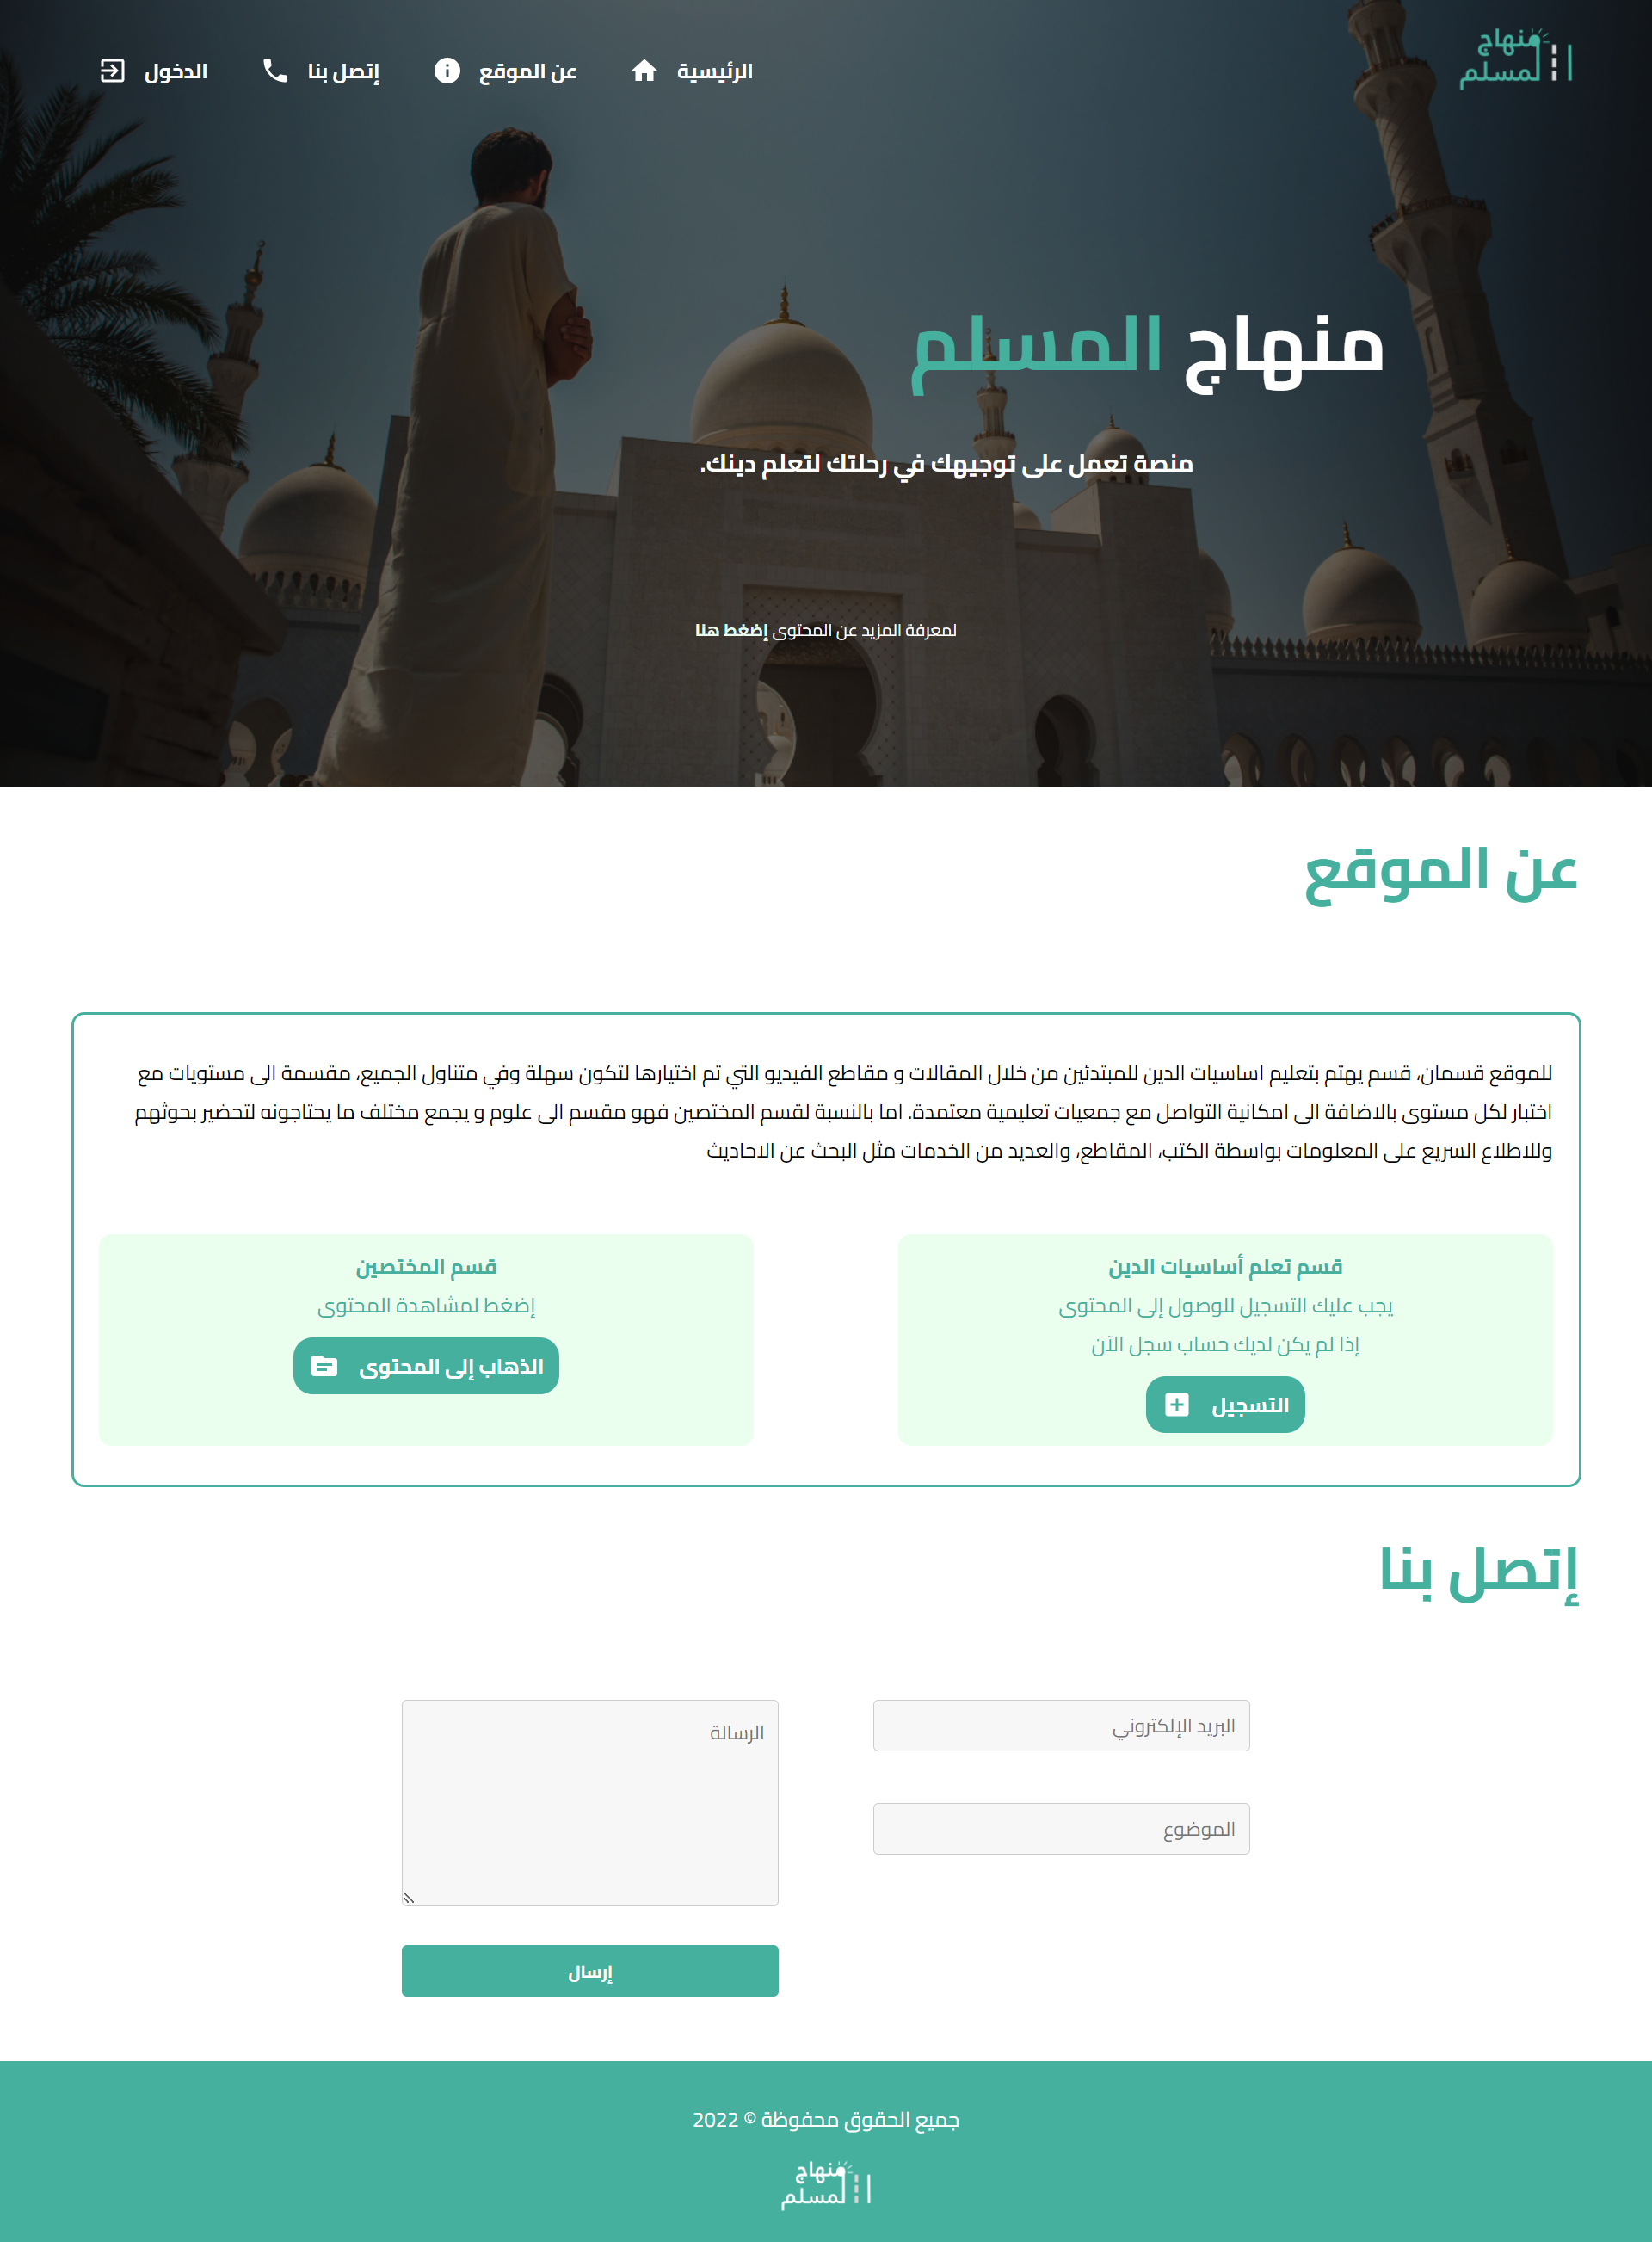 منهاج
المسلم
الرئيسية
عن الموقع
إتصل بنا
الدخول
منهاج المسلم
منصة تعمل على توجيهك في رحلتك لتعلم دينك.
لمعرفة المزيد عن المحتوى إضغط هنا
عن الموقع
للموقع قسمان، قسم يهتم بتعليم اساسيات الدين للمبتدئين من خلال المقالات و مقاطع الفيديو التي تم اختيارها لتكون سهلة وفي متناول الجميع، مقسمة الى مستويات مع
اختبار لكل مستوى بالاضافة الى امكانية التواصل مع جمعيات تعليمية معتمدة. اما بالنسبة لقسم المختصين فهو مقسم الى علوم و يجمع مختلف ما يحتاجونه لتحضير بحوثهم
وللاطلاع السريع على المعلومات بواسطة الكتب، المقاطع، والعديد من الخدمات مثل البحث عن الاحاديث
قسم تعلم أساسيات الدين
يجب عليك التسجيل للوصول إلى المحتوى
إذا لم يكن لديك حساب سجل الآن
التسجيل
قسم المختصين
إضغط لمشاهدة المحتوى
الذهاب إلى المحتوى
إتصل بنا
البريد الإلكتروني
الموضوع
الرسالة
إرسال
جميع الحقوق محفوظة © 2022
منهاج
المسلم